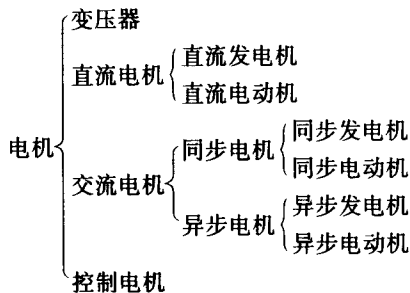 变压器
直流发电机
直流电机
直流电动机
同步发电机
同步电机
同步电动机
电机
交流电机
异步发电机
异步电机
异步电动机
控制电机